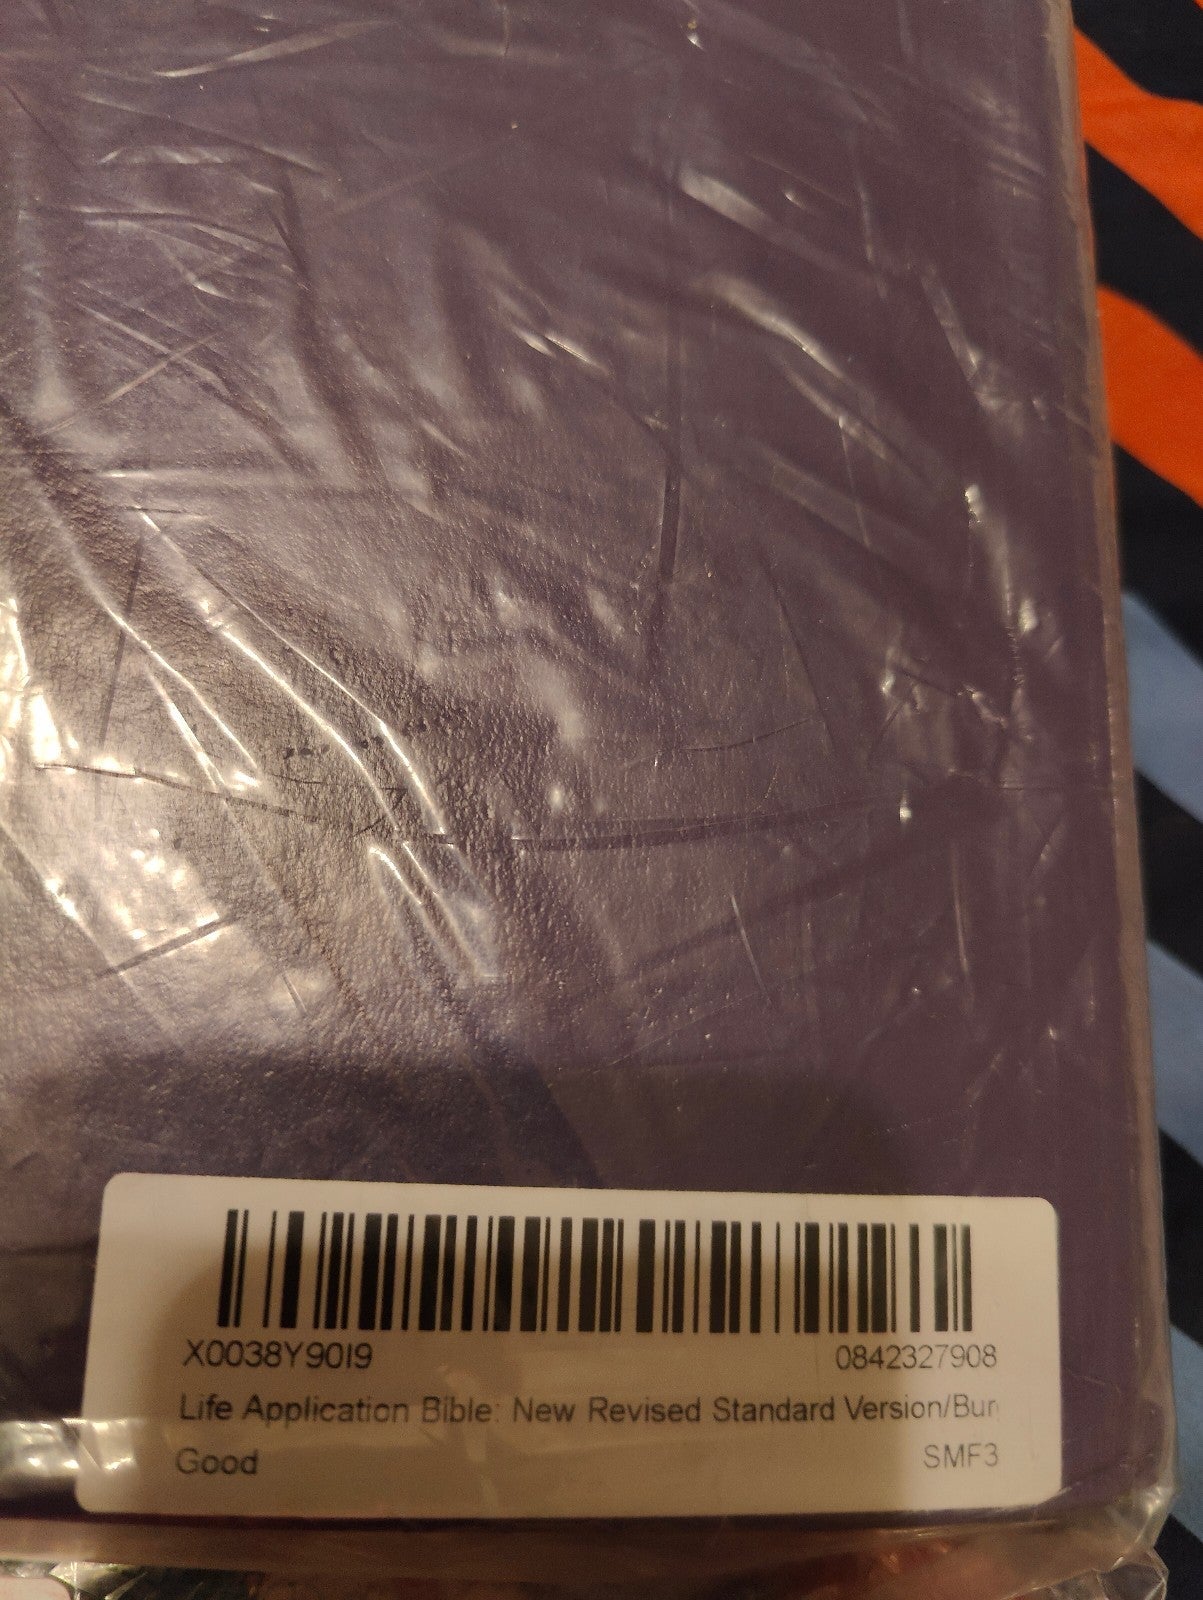 X0038Y90I9 0842327908
Life Application Bible: New Revised Standard Version/Bur
Good SMF3